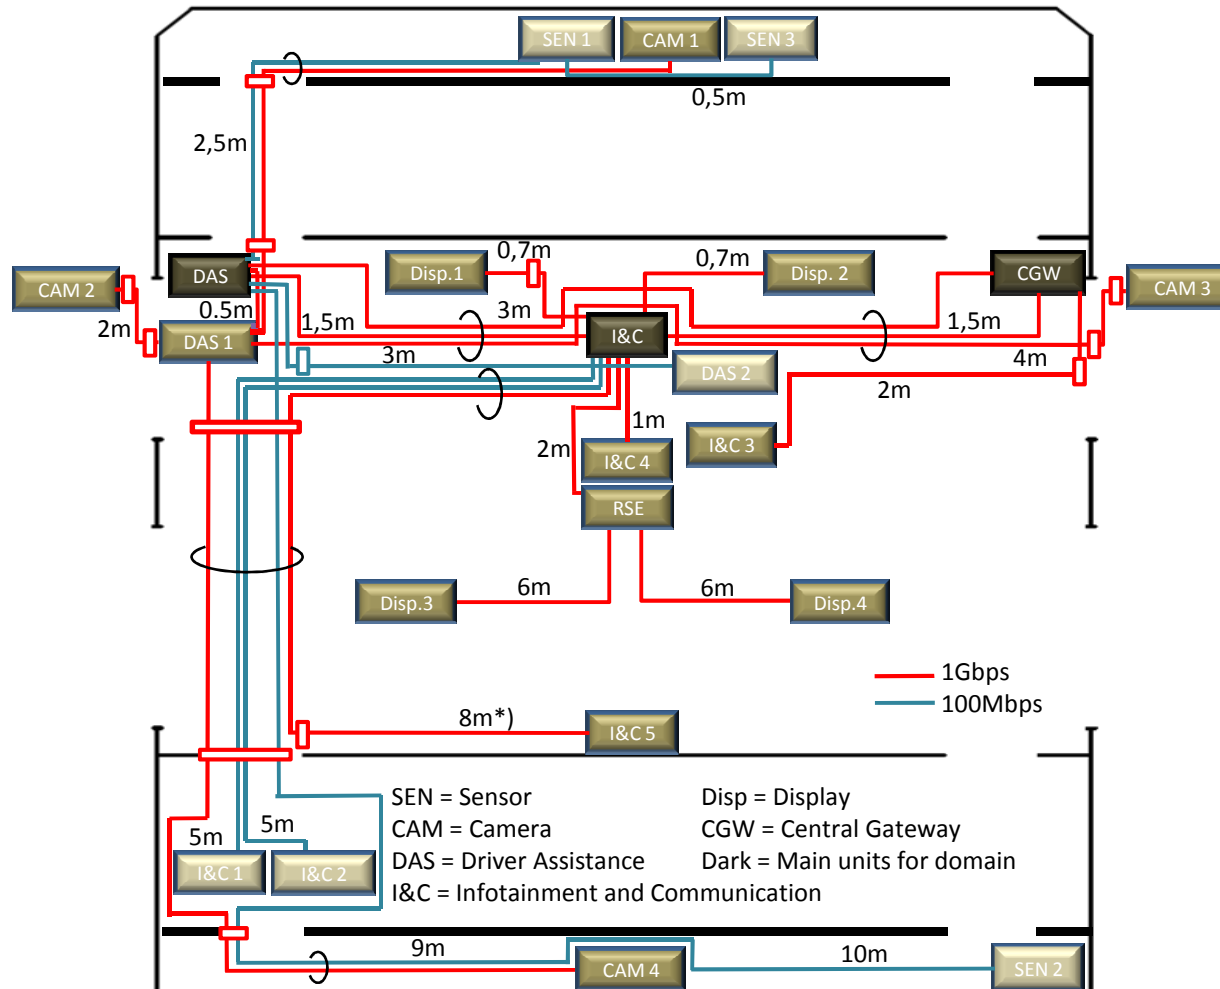 SEN 1
CAM 1
SEN 3
0,5m
2,5m
0,7m
0,7m
DAS
Disp.1
Disp. 2
CGW
CAM 2
CAM 3
0.5m
3m
2m
1,5m
1,5m
DAS 1
I&C
3m
4m
DAS 2
2m
1m
2m
I&C 3
I&C 4
RSE
6m
6m
Disp.3
Disp.4
1Gbps
100Mbps
8m*)
I&C 5
SEN = Sensor
Disp = Display
CAM = Camera
CGW = Central Gateway
5m
5m
DAS = Driver Assistance
Dark = Main units for domain
I&C 1
I&C 2
I&C = Infotainment and Communication
9m
10m
CAM 4
SEN 2